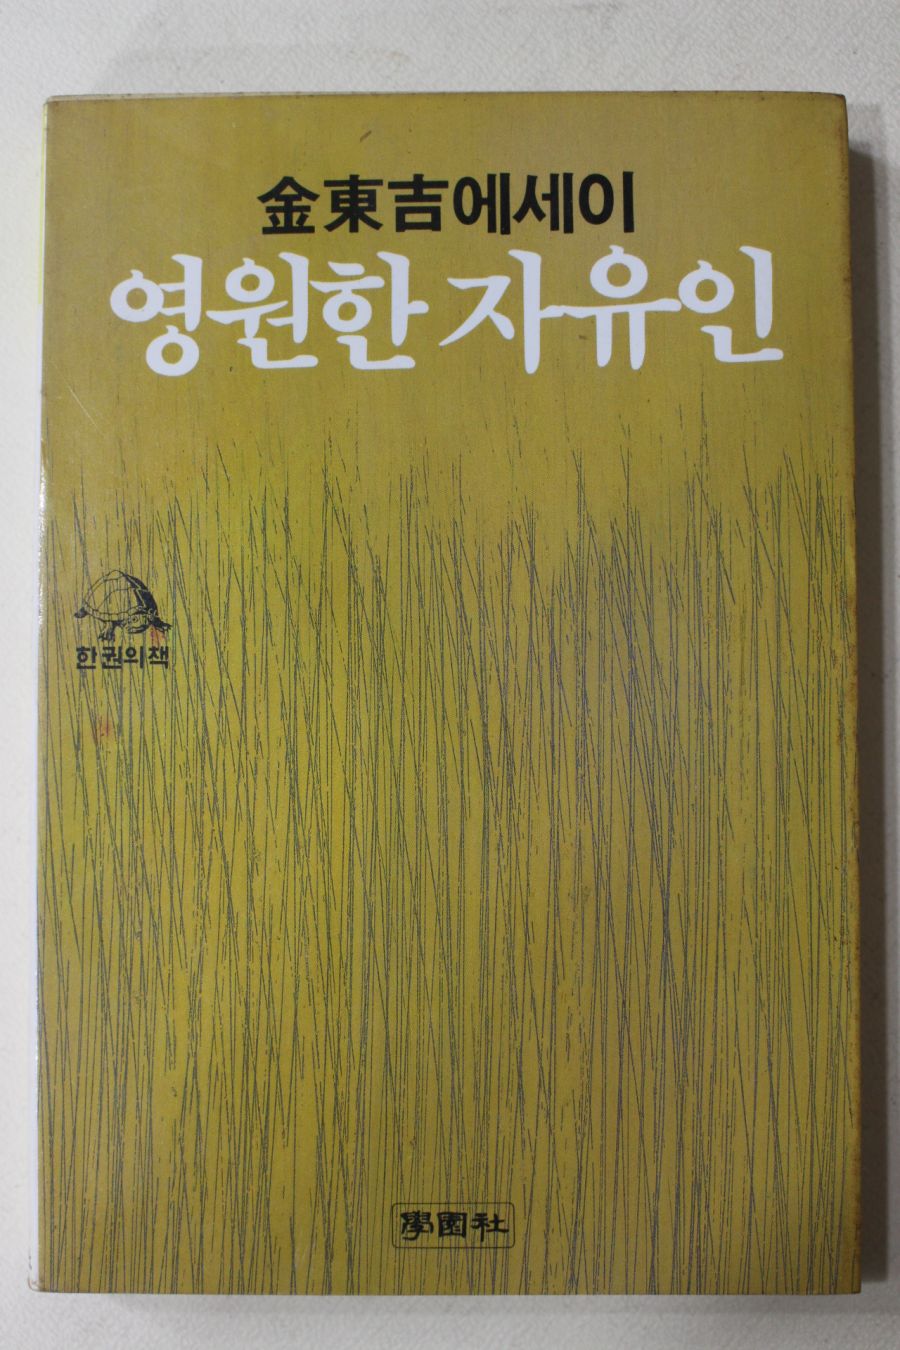 金東吉에세이
영원한 자유인
한권의책
學園社